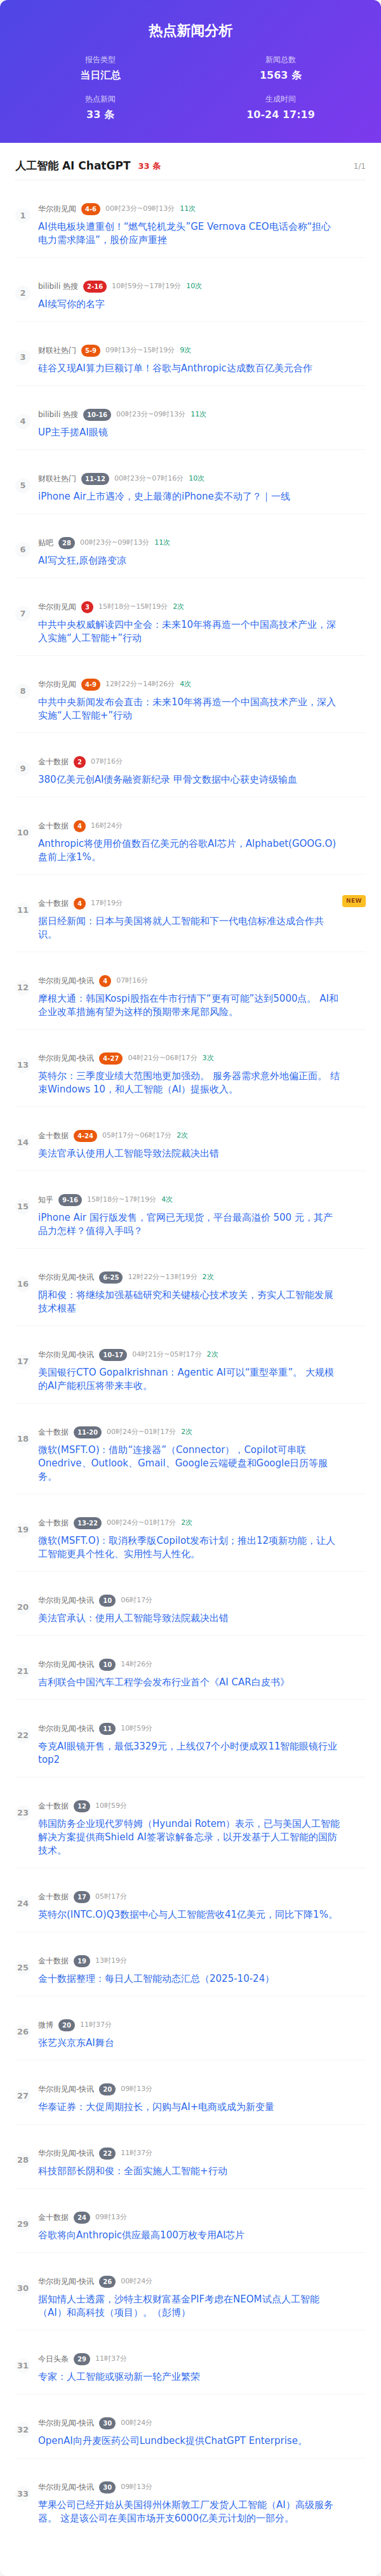 热点新闻分析
报告类型
当日汇总
新闻总数
1563 条
热点新闻
33 条
生成时间
10-24 17:19
人工智能 AI ChatGPT 33 条 1/1
1
华尔街见闻 4-6 00时23分~09时13分 11次
AI供电板块遭重创！“燃气轮机龙头”GE Vernova CEO电话会称“担心
电力需求降温”，股价应声重挫
2
bilibili 热搜 2-16 10时59分~17时19分 10次
AI续写你的名字
3
财联社热门 5-9 09时13分~15时19分 9次
硅谷又现AI算力巨额订单！谷歌与Anthropic达成数百亿美元合作
4
bilibili 热搜 10-16 00时23分~09时13分 11次
UP主手搓AI眼镜
5
财联社热门 11-12 00时23分~07时16分 10次
iPhone Air上市遇冷，史上最薄的iPhone卖不动了？｜一线
6
贴吧 28 00时23分~09时13分 11次
AI写文狂,原创路变凉
7
华尔街见闻 3 15时18分~15时19分 2次
中共中央权威解读四中全会：未来10年将再造一个中国高技术产业，深
入实施“人工智能+”行动
8
华尔街见闻 4-9 12时22分~14时26分 4次
中共中央新闻发布会直击：未来10年将再造一个中国高技术产业，深入
实施“人工智能+”行动
9
金十数据 2 07时16分
380亿美元创AI债务融资新纪录 甲骨文数据中心获史诗级输血
10
金十数据 4 16时24分
Anthropic将使用价值数百亿美元的谷歌AI芯片，Alphabet(GOOG.O)
盘前上涨1%。
11
金十数据 4 17时19分
NEW
据日经新闻：日本与美国将就人工智能和下一代电信标准达成合作共
识。
12
华尔街见闻-快讯 4 07时16分
摩根大通：韩国Kospi股指在牛市行情下“更有可能”达到5000点。 AI和
企业改革措施有望为这样的预期带来尾部风险。
13
华尔街见闻-快讯 4-27 04时21分~06时17分 3次
英特尔：三季度业绩大范围地更加强劲。 服务器需求意外地偏正面。 结
束Windows 10，和人工智能（AI）提振收入。
14
金十数据 4-24 05时17分~06时17分 2次
美法官承认使用人工智能导致法院裁决出错
15
知乎 9-16 15时18分~17时19分 4次
iPhone Air 国行版发售，官网已无现货，平台最高溢价 500 元，其产
品力怎样？值得入手吗？
16
华尔街见闻-快讯 6-25 12时22分~13时19分 2次
阴和俊：将继续加强基础研究和关键核心技术攻关，夯实人工智能发展
技术根基
17
华尔街见闻-快讯 10-17 04时21分~05时17分 2次
美国银行CTO Gopalkrishnan：Agentic AI可以“重型举重”。 大规模
的AI产能积压将带来丰收。
18
金十数据 11-20 00时24分~01时17分 2次
微软(MSFT.O)：借助“连接器”（Connector），Copilot可串联
Onedrive、Outlook、Gmail、Google云端硬盘和Google日历等服
务。
19
金十数据 13-22 00时24分~01时17分 2次
微软(MSFT.O)：取消秋季版Copilot发布计划；推出12项新功能，让人
工智能更具个性化、实用性与人性化。
20
华尔街见闻-快讯 10 06时17分
美法官承认：使用人工智能导致法院裁决出错
21
华尔街见闻-快讯 10 14时26分
吉利联合中国汽车工程学会发布行业首个《AI CAR白皮书》
22
华尔街见闻-快讯 11 10时59分
夸克AI眼镜开售，最低3329元，上线仅7个小时便成双11智能眼镜行业
top2
23
金十数据 12 10时59分
韩国防务企业现代罗特姆（Hyundai Rotem）表示，已与美国人工智能
解决方案提供商Shield AI签署谅解备忘录，以开发基于人工智能的国防
技术。
24
金十数据 17 05时17分
英特尔(INTC.O)Q3数据中心与人工智能营收41亿美元，同比下降1%。
25
金十数据 19 13时19分
金十数据整理：每日人工智能动态汇总（2025-10-24）
26
微博 20 11时37分
张艺兴京东AI舞台
27
华尔街见闻-快讯 20 09时13分
华泰证券：大促周期拉长，闪购与AI+电商或成为新变量
28
华尔街见闻-快讯 22 11时37分
科技部部长阴和俊：全面实施人工智能+行动
29
金十数据 24 09时13分
谷歌将向Anthropic供应最高100万枚专用AI芯片
30
华尔街见闻-快讯 26 00时24分
据知情人士透露，沙特主权财富基金PIF考虑在NEOM试点人工智能
（AI）和高科技（项目）。（彭博）
31
今日头条 29 11时37分
专家：人工智能或驱动新一轮产业繁荣
32
华尔街见闻-快讯 30 00时24分
OpenAI向丹麦医药公司Lundbeck提供ChatGPT Enterprise。
33
华尔街见闻-快讯 30 09时13分
苹果公司已经开始从美国得州休斯敦工厂发货人工智能（AI）高级服务
器。 这是该公司在美国市场开支6000亿美元计划的一部分。